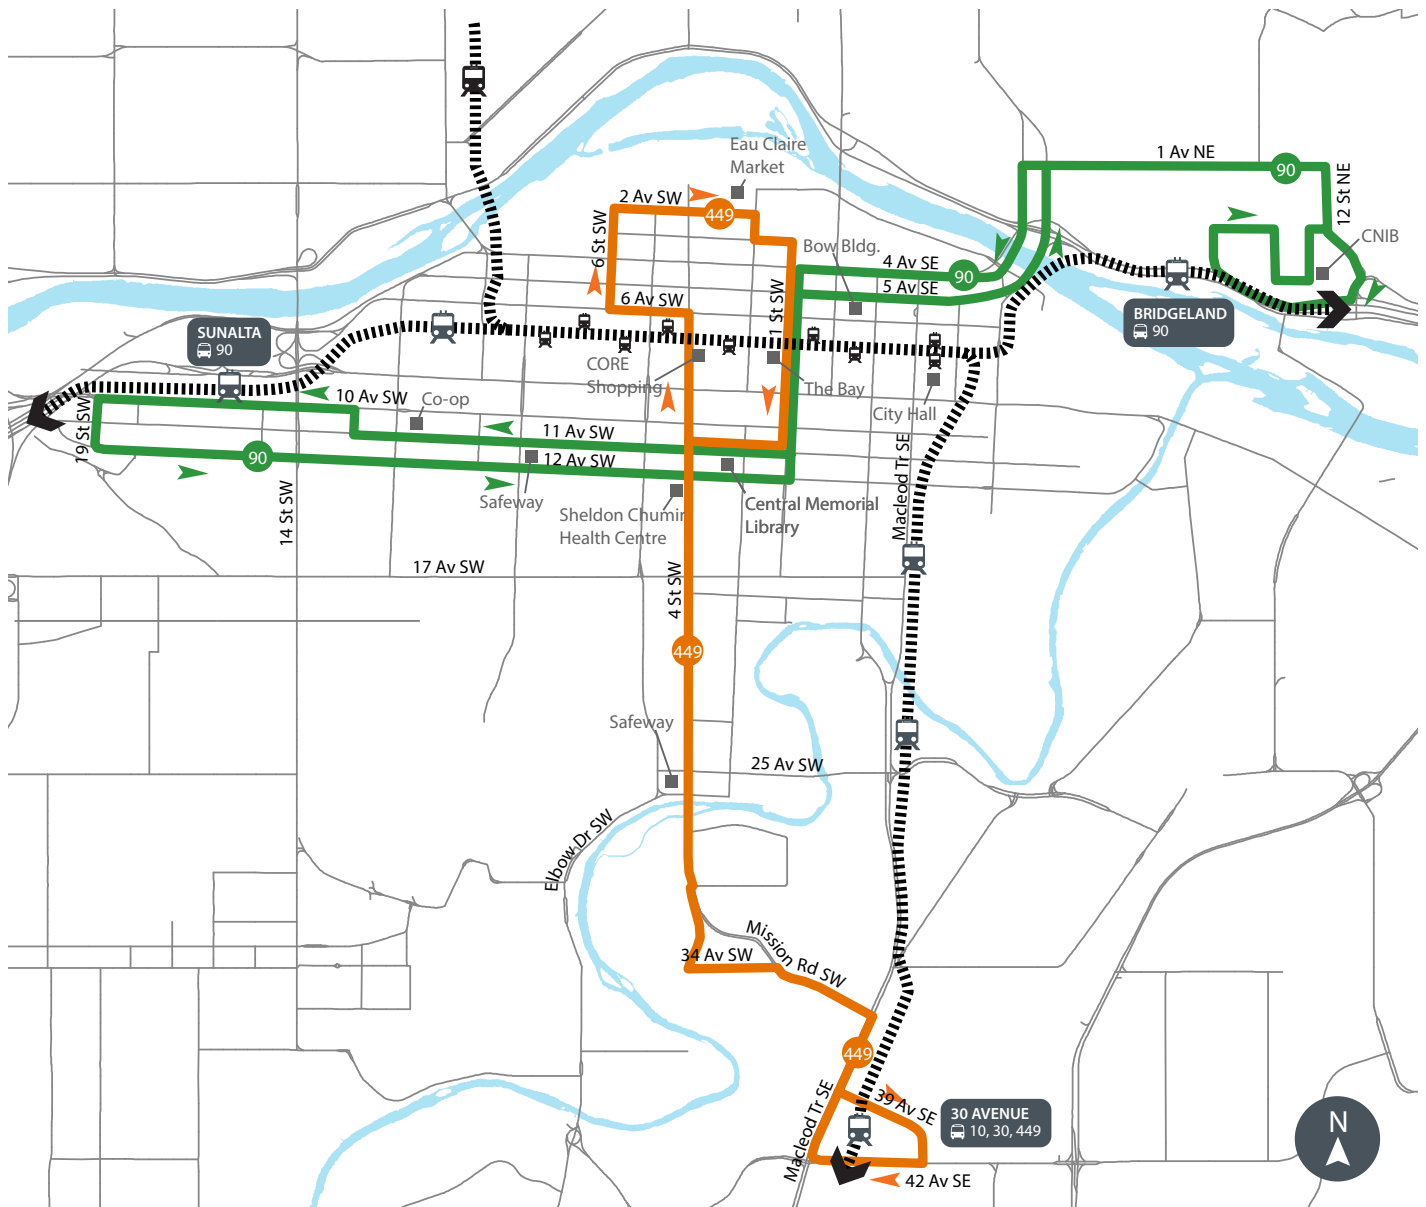 Eau Claire
Market
1 Av NE
90
12 St NE
2 Av SW
449
6 St SW
CNIB
Bow Bldg.
4 Av SE
90
5 Av SE
6 Av SW
1 St SW
BRIDGELAND
90
SUNALTA
90
CORE
Shopping
The Bay
City Hall
10 Av SW
Co-op
19 St SW
11 Av SW
12 Av SW
90
Macleod Tr SE
14 St SW
Safeway
Sheldon Chumir
Health Centre
Central Memorial
Library
17 Av SW
4 St SW
449
Safeway
25 Av SW
Elbow Dr SW
Mission Rd SW
34 Av SW
449
Macleod Tr SE
39 Av SE
30 AVENUE
10, 30, 449
42 Av SE
N